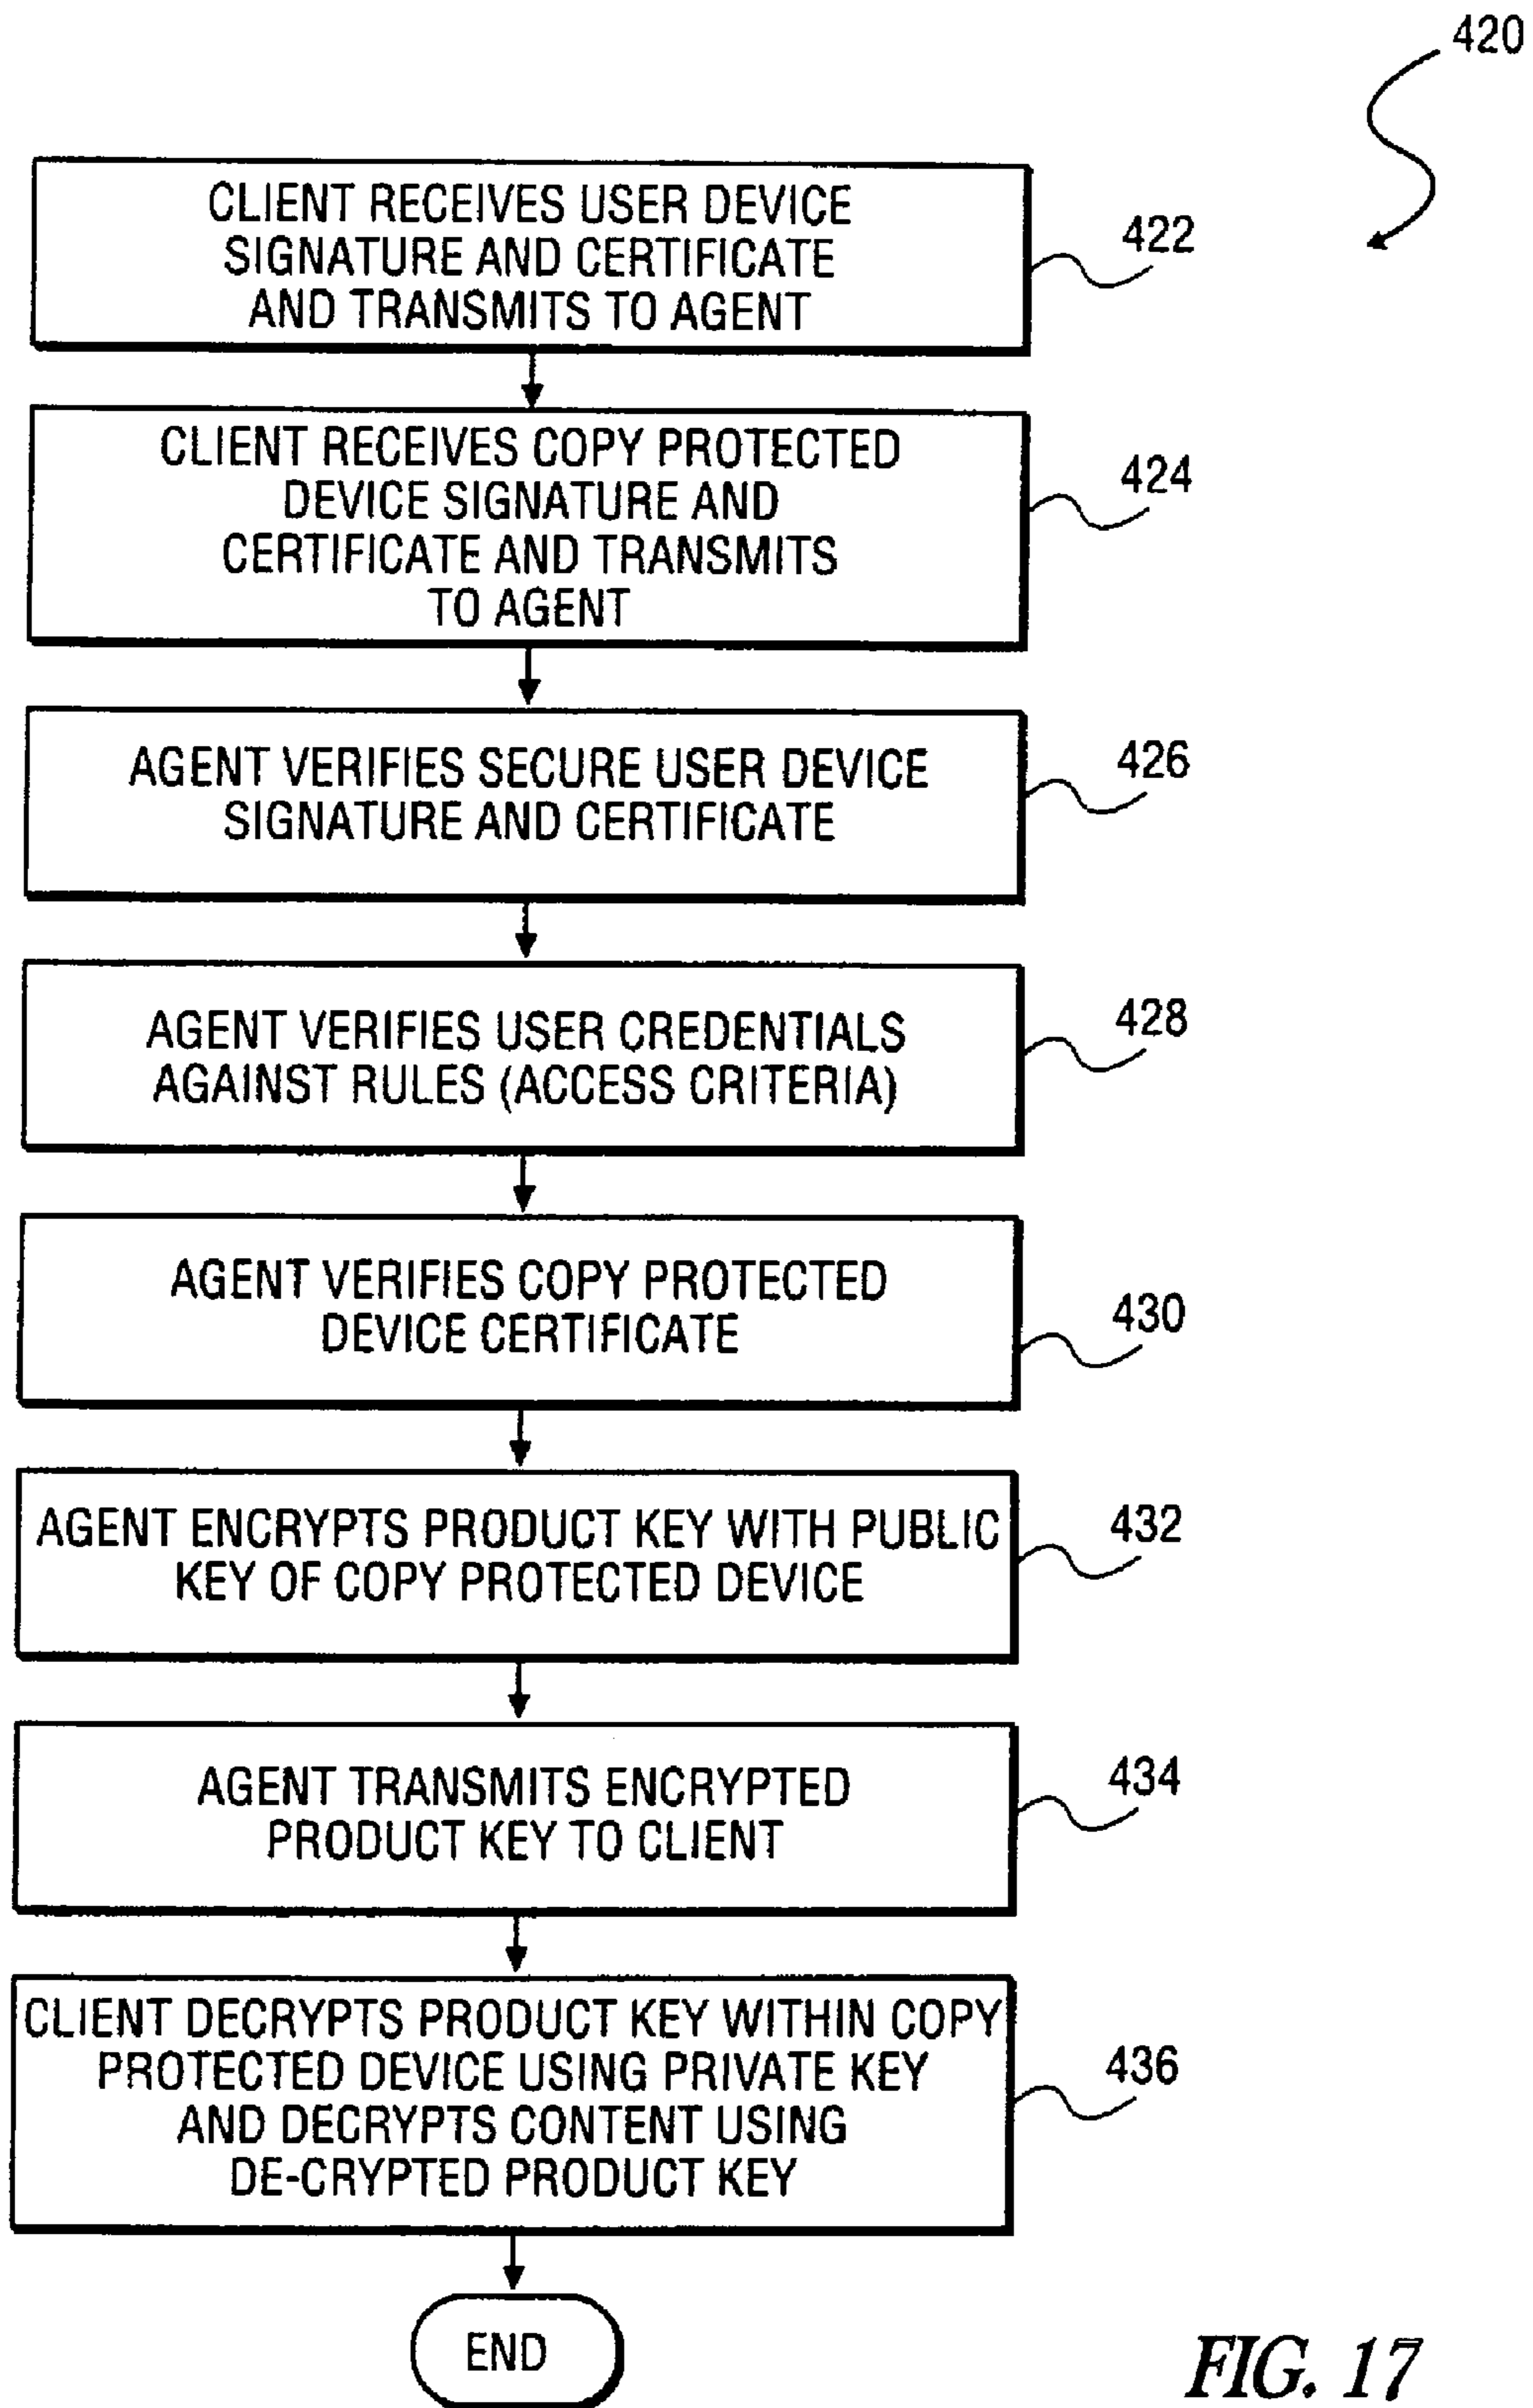 420
CLIENT RECEIVES USER DEVICE
SIGNATURE AND CERTIFICATE
AND TRANSMITS TO AGENT
422
CLIENT RECEIVES COPY PROTECTED
DEVICE SIGNATURE AND
CERTIFICATE AND TRANSMITS
TO AGENT
424
AGENT VERIFIES SECURE USER DEVICE
SIGNATURE AND CERTIFICATE
426
AGENT VERIFIES USER CREDENTIALS
AGAINST RULES (ACCESS CRITERIA)
428
AGENT VERIFIES COPY PROTECTED
DEVICE CERTIFICATE
430
AGENT ENCRYPTS PRODUCT KEY WITH PUBLIC
KEY OF COPY PROTECTED DEVICE
432
AGENT TRANSMITS ENCRYPTED
PRODUCT KEY TO CLIENT
434
CLIENT DECRYPTS PRODUCT KEY WITHIN COPY
PROTECTED DEVICE USING PRIVATE KEY
AND DECRYPTS CONTENT USING
DE-CRYPTED PRODUCT KEY
436
END
FIG. 17